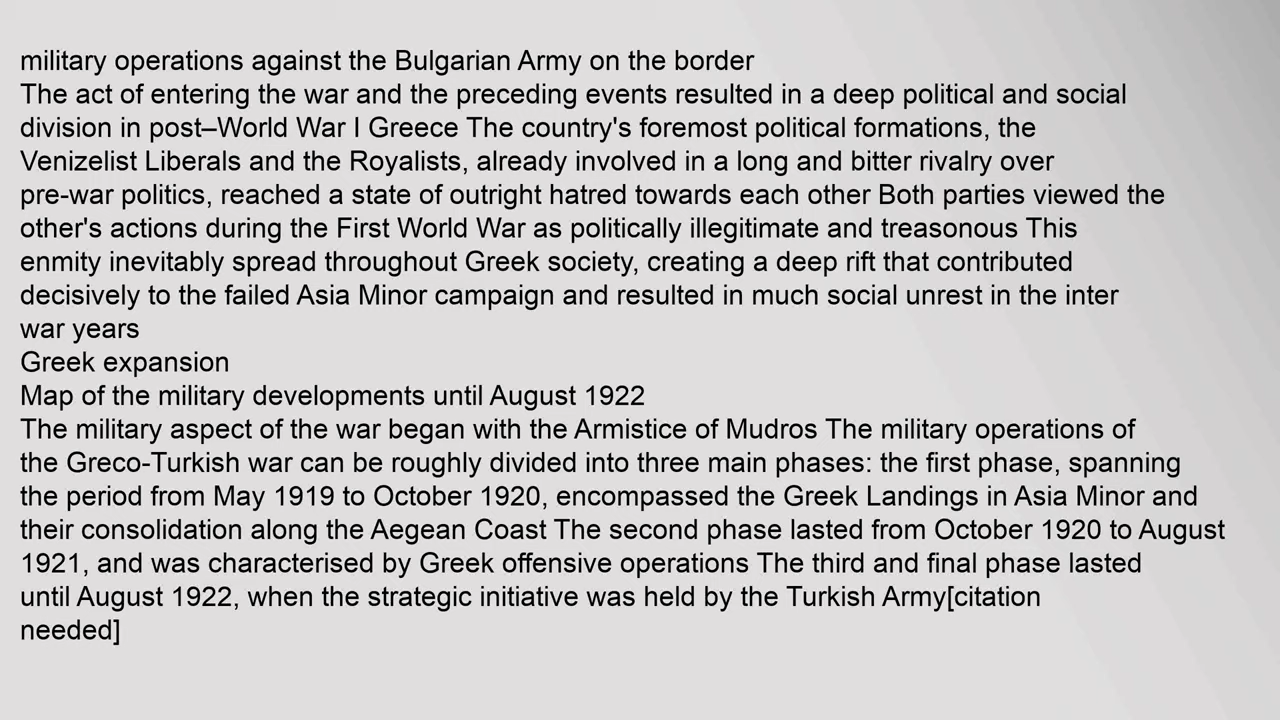 military operations against the Bulgarian Army on the border
The act of entering the war and the preceding events resulted in a deep political and social
division in post–World War I Greece The country's foremost political formations, the
Venizelist Liberals and the Royalists, already involved in a long and bitter rivalry over
pre-war politics, reached a state of outright hatred towards each other Both parties viewed the
other's actions during the First World War as politically illegitimate and treasonous This
enmity inevitably spread throughout Greek society, creating a deep rift that contributed
decisively to the failed Asia Minor campaign and resulted in much social unrest in the inter
war years
Greek expansion
Map of the military developments until August 1922
The military aspect of the war began with the Armistice of Mudros The military operations of
the Greco-Turkish war can be roughly divided into three main phases: the first phase, spanning
the period from May 1919 to October 1920, encompassed the Greek Landings in Asia Minor and
their consolidation along the Aegean Coast The second phase lasted from October 1920 to August
1921, and was characterised by Greek offensive operations The third and final phase lasted
until August 1922, when the strategic initiative was held by the Turkish Army[citation
needed]